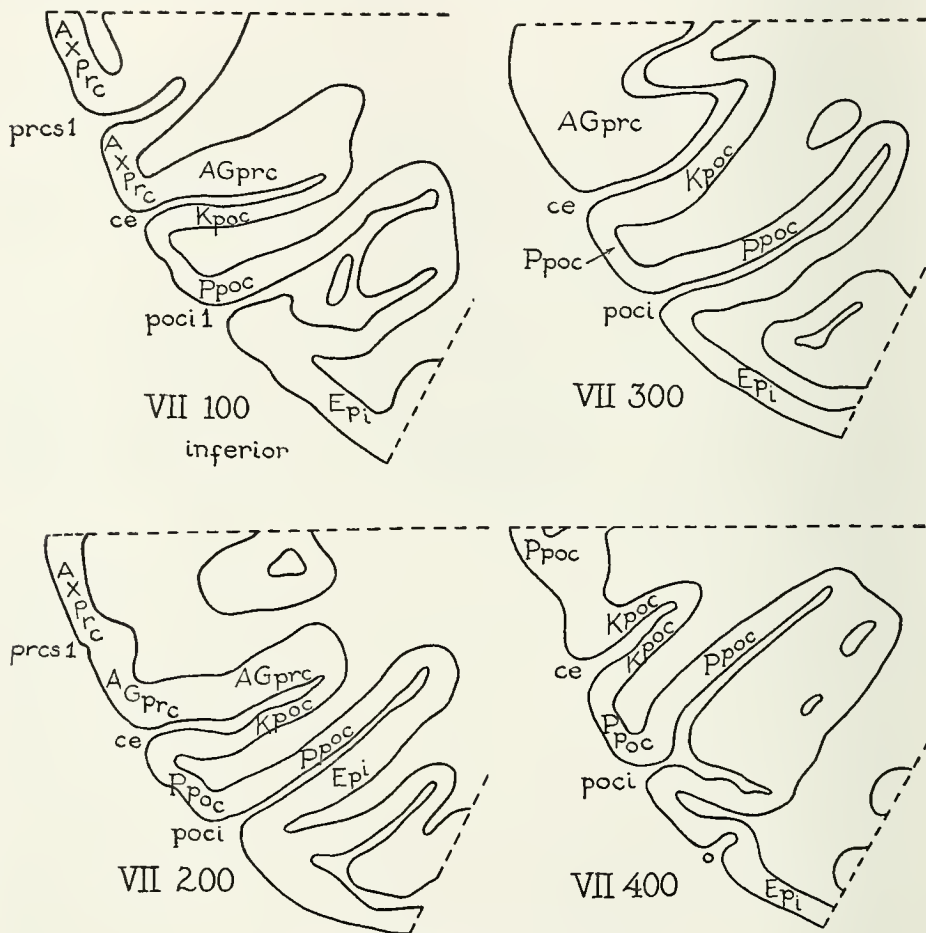 AXprc
prcs1
AXprc
AGprc
ce
Kpoc
Ppoc
poci 1
Epi
VII 100
inferior
AGprc
Kpoc
ce
Ppoc
Ppoc
poci
Epi
VII 300
AXprc
prcs1
AGprc
AGprc
ce
Kpoc
Ppoc
Ppoc
Epi
poci
VII 200
Ppoc
Kpoc
Kpoc
ce
Ppoc
Ppoc
poci
o
Epi
VII 400